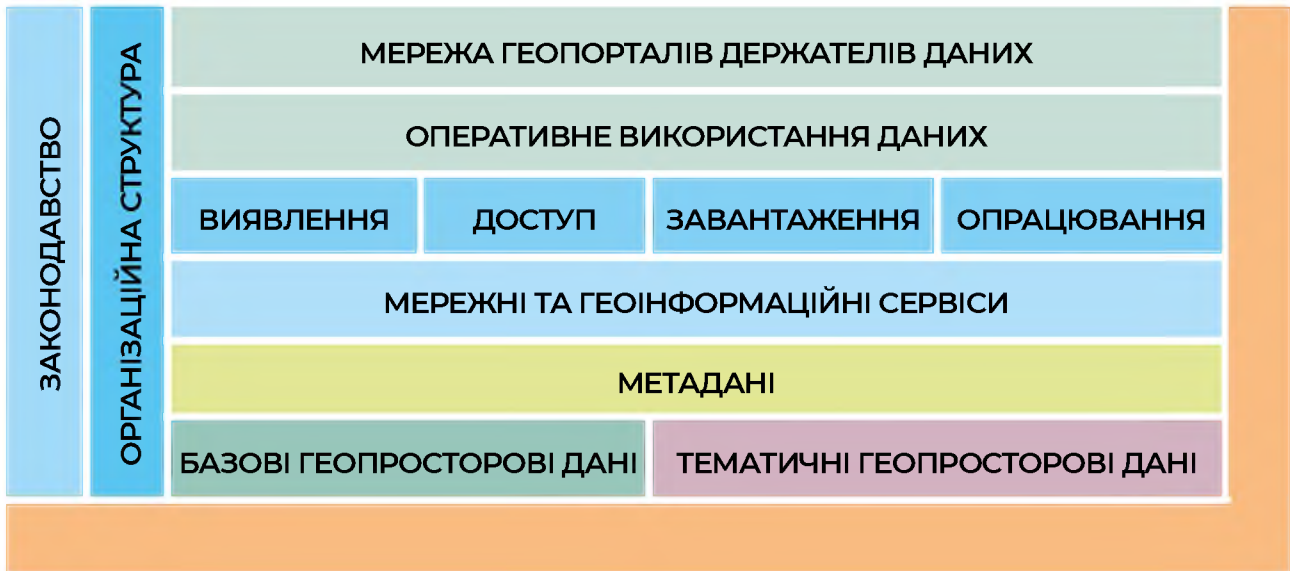 ЗАКОНОДАВСТВО
ОРГАНІЗАЦІЙНА СТРУКТУРА
МЕРЕЖА ГЕОПОРТАЛІВ ДЕРЖАТЕЛІВ ДАНИХ
ОПЕРАТИВНЕ ВИКОРИСТАННЯ ДАНИХ
ВИЯВЛЕННЯ
ДОСТУП
ЗАВАНТАЖЕННЯ
ОПРАЦЮВАННЯ
МЕРЕЖНІ ТА ГЕОІНФОРМАЦІЙНІ СЕРВІСИ
МЕТАДАНІ
БАЗОВІ ГЕОПРОСТОРОВІ ДАНІ
ТЕМАТИЧНІ ГЕОПРОСТОРОВІ ДАНІ